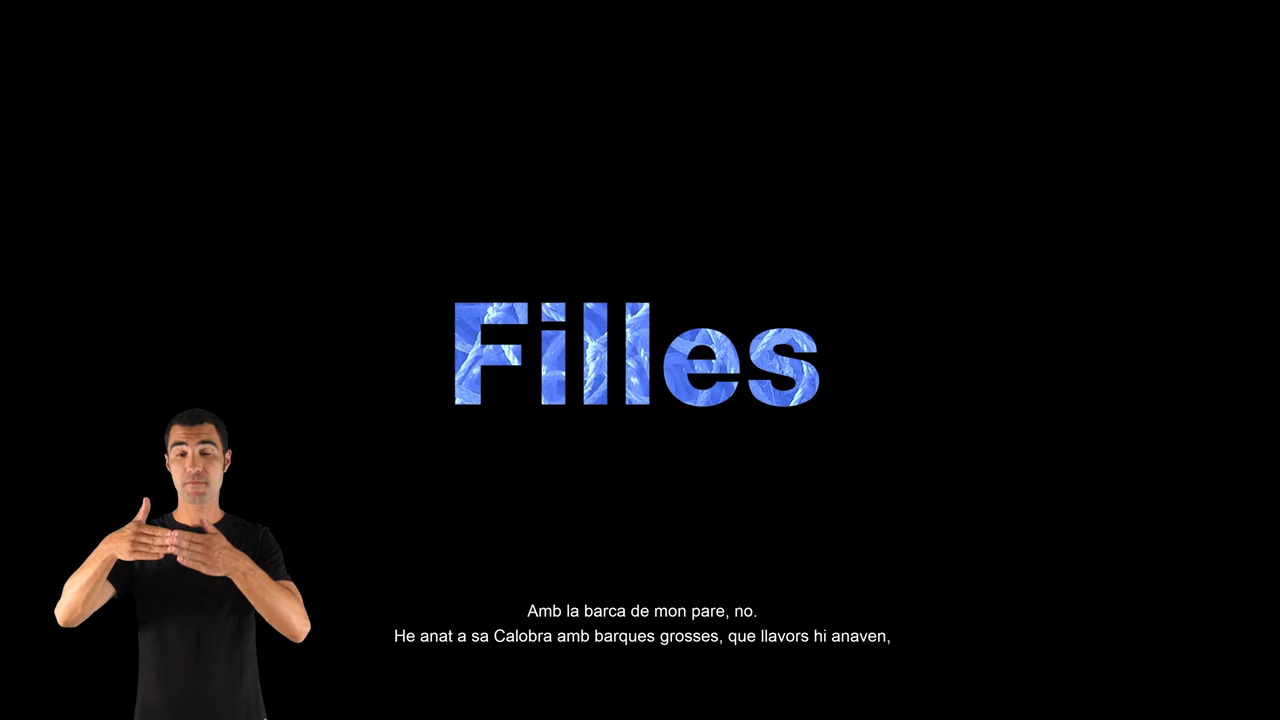 Filles
Amb la barca de mon pare, no.
He anat a sa Calobra amb barques grosses, que llavors hi anaven,